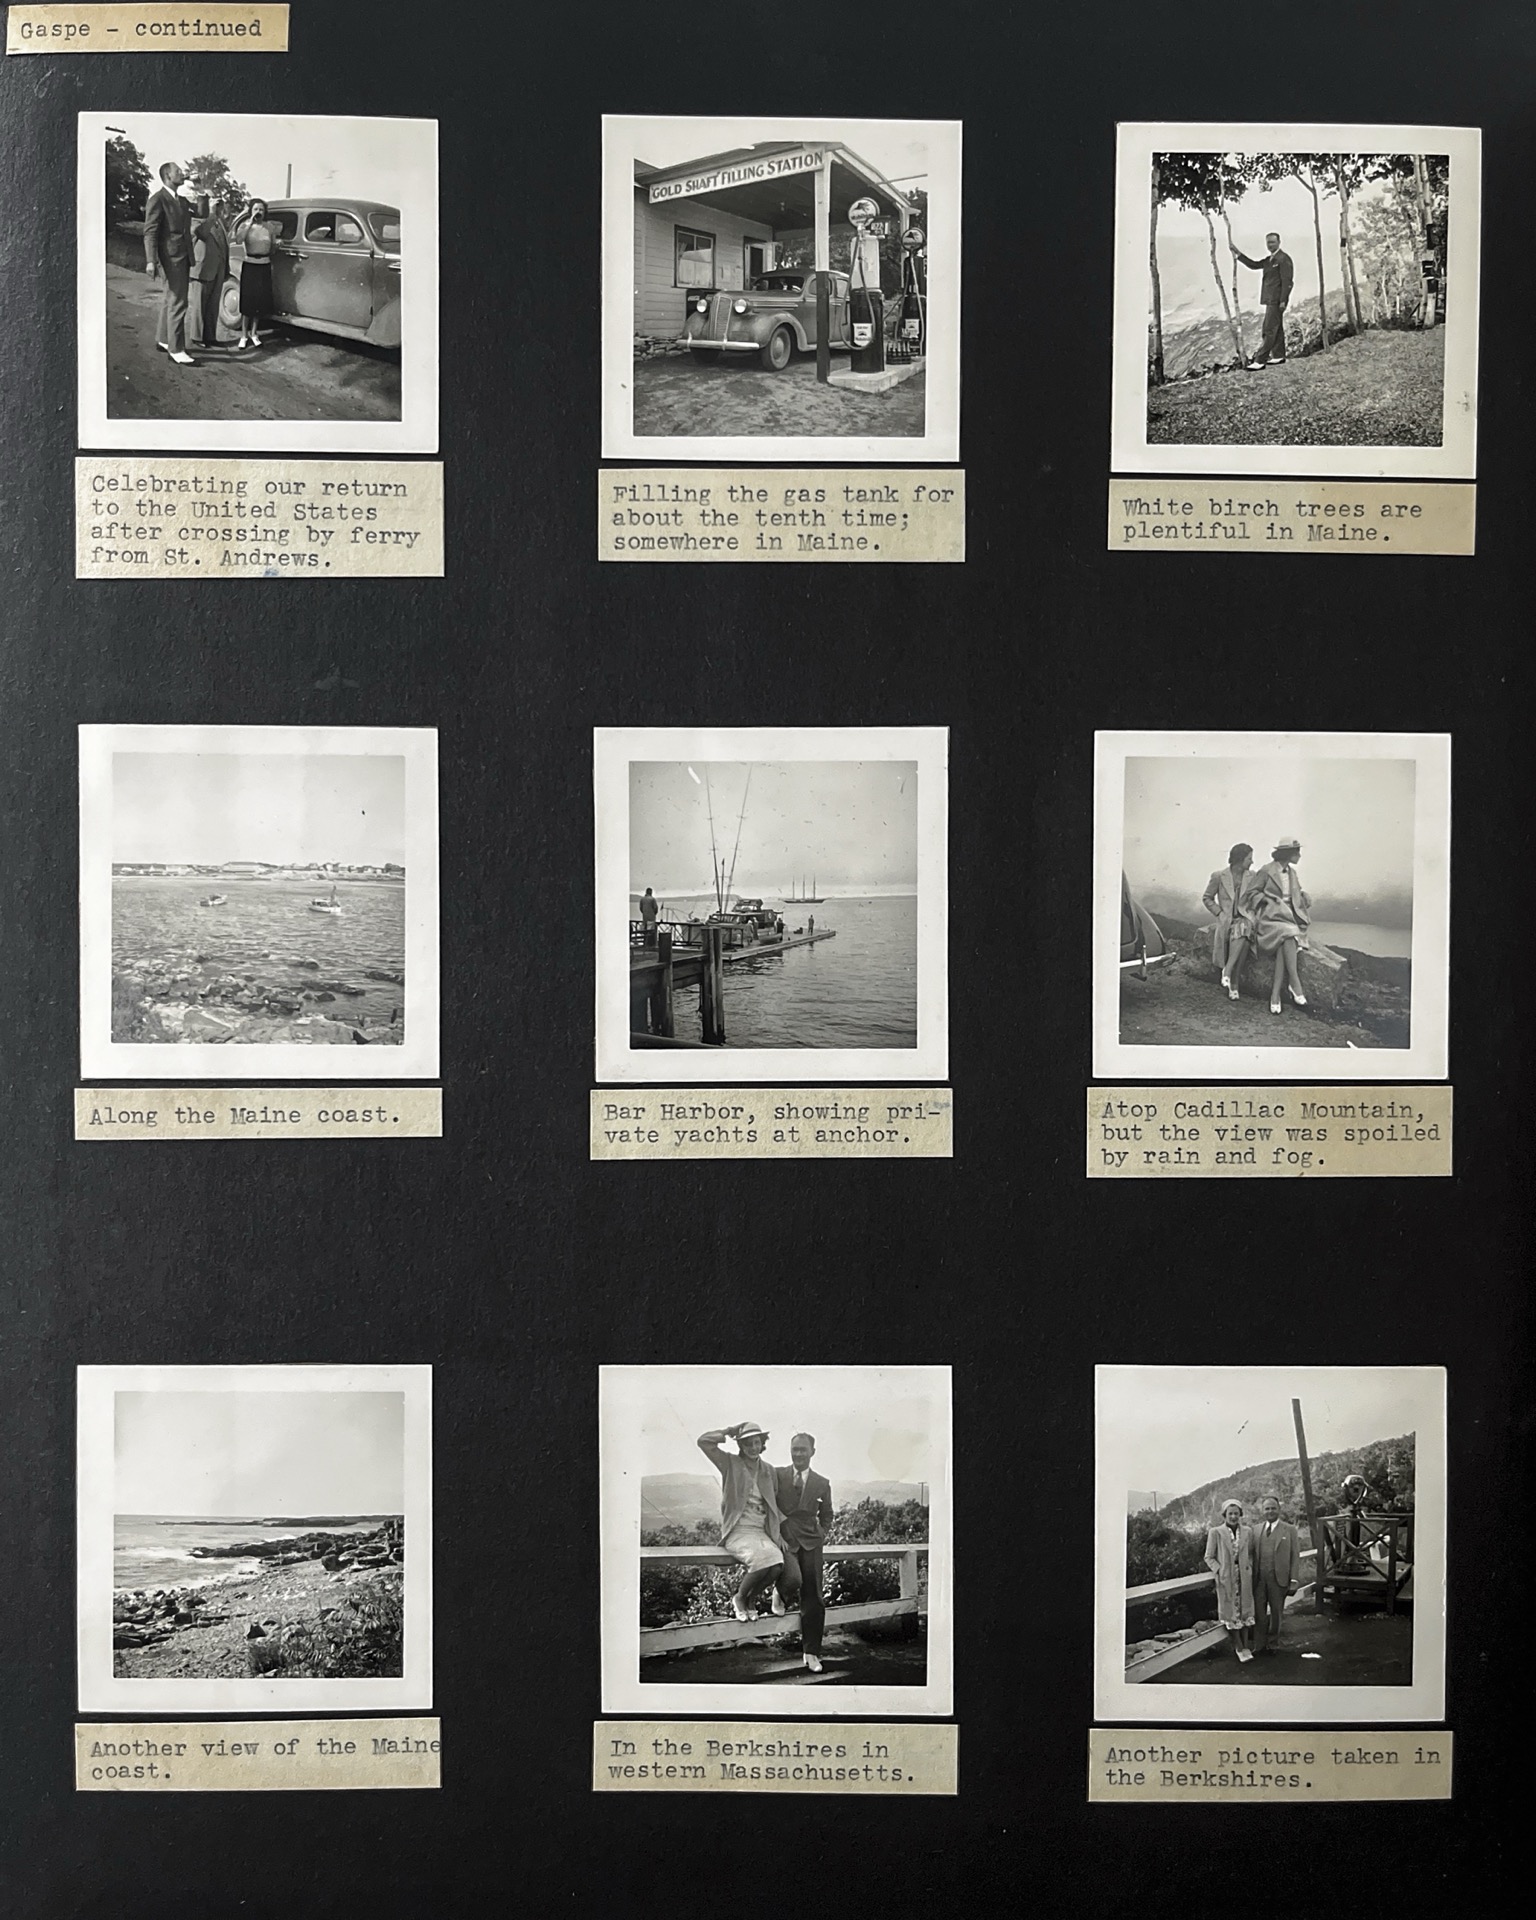 Gaspe - continued
GOLD SHAFT FILLING STATION
Celebrating our return
to the United States
after crossing by ferry
from St. Andrews.
Filling the gas tank for
about the tenth time;
somewhere in Maine.
White birch trees are
plentiful in Maine.
Along the Maine coast.
Bar Harbor, showing pri-
vate yachts at anchor.
Atop Cadillac Mountain,
but the view was spoiled
by rain and fog.
Another view of the Maine
coast.
In the Berkshires in
western Massachusetts.
Another picture taken in
the Berkshires.